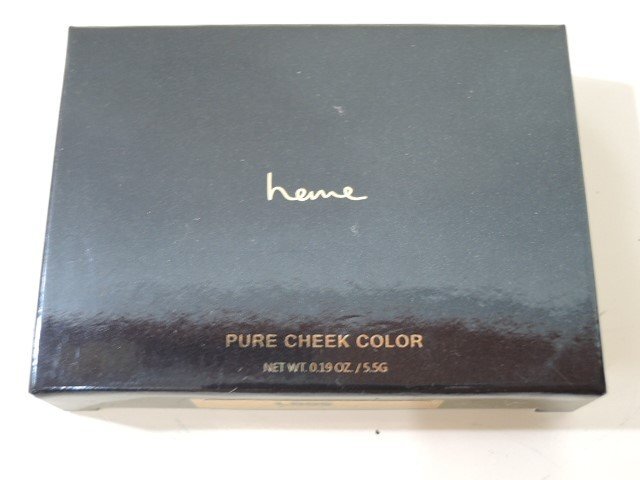 heme
PURE CHEEK COLOR
NET WT. 0.19 OZ. / 5.5G